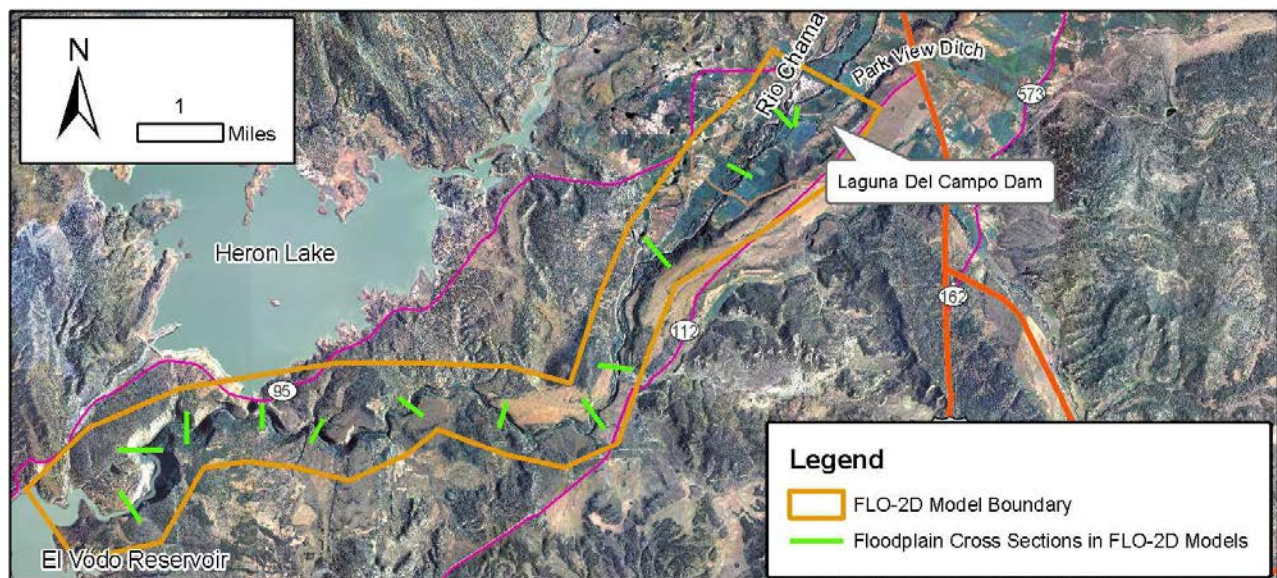 N
1
Miles
Rio Chama
Park View Ditch
573
Laguna Del Campo Dam
Heron Lake
162
112
95
Legend
FLO-2D Model Boundary
Floodplain Cross Sections in FLO-2D Models
El Vodo Reservoir